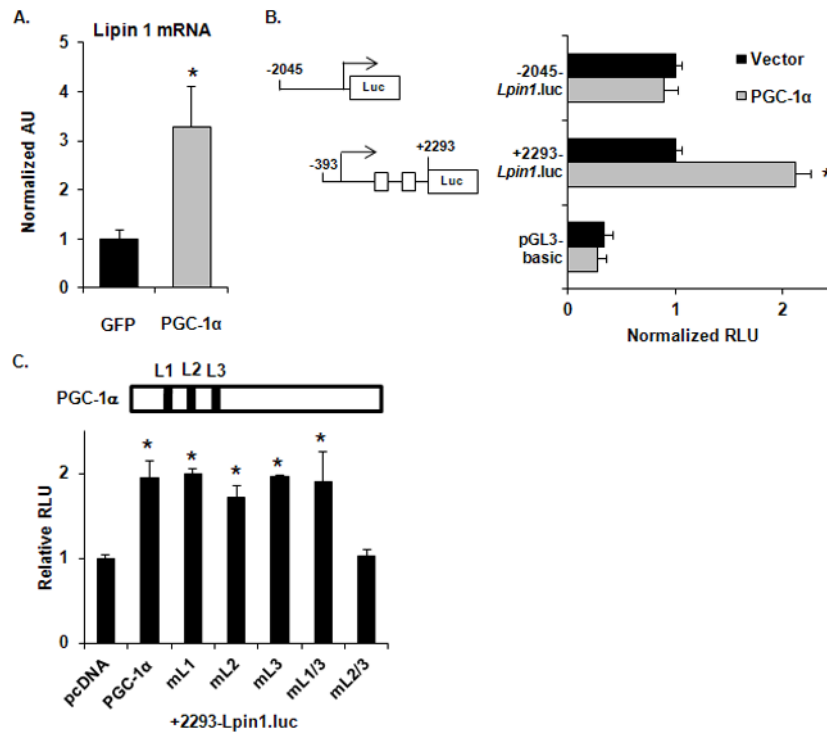 A.
Lipin 1 mRNA
5
4
3
2
1
0
Normalized AU
*
GFP
PGC-1α
B.
-2045
Luc
-393
+2293
Luc
-2045-
Lpin1.luc
+2293-
Lpin1.luc
pGL3-
basic
Vector
PGC-1α
*
0
1
2
Normalized RLU
C.
L1 L2 L3
PGC-1α
Relative RLU
2
1
0
* * * * *
pcDNA
PGC-1α
mL1
mL2
mL3
mL1/3
mL2/3
+2293-Lpin1.luc